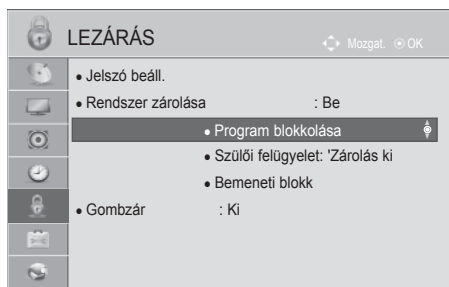 LEZÁRÁS
Mozgat. OK
• Jelszó beáll.
• Rendszer zárolása : Be
• Program blokkolása
• Szülői felügyelet: 'Zárolás ki
• Bemeneti blokk
• Gombzár : Ki